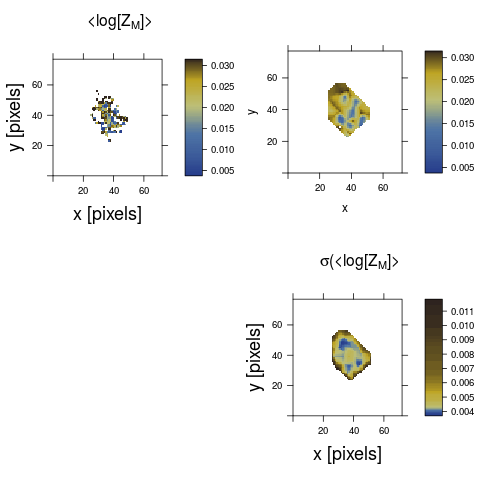 <log[Z_M]>
60
40
20
y [pixels]
20 40 60
x [pixels]
0.030
0.025
0.020
0.015
0.010
0.005
60
40
20
y
20 40 60
x
0.030
0.025
0.020
0.015
0.010
0.005
σ(<log[Z_M]>
60
40
20
y [pixels]
20 40 60
x [pixels]
0.011
0.010
0.009
0.008
0.007
0.006
0.005
0.004